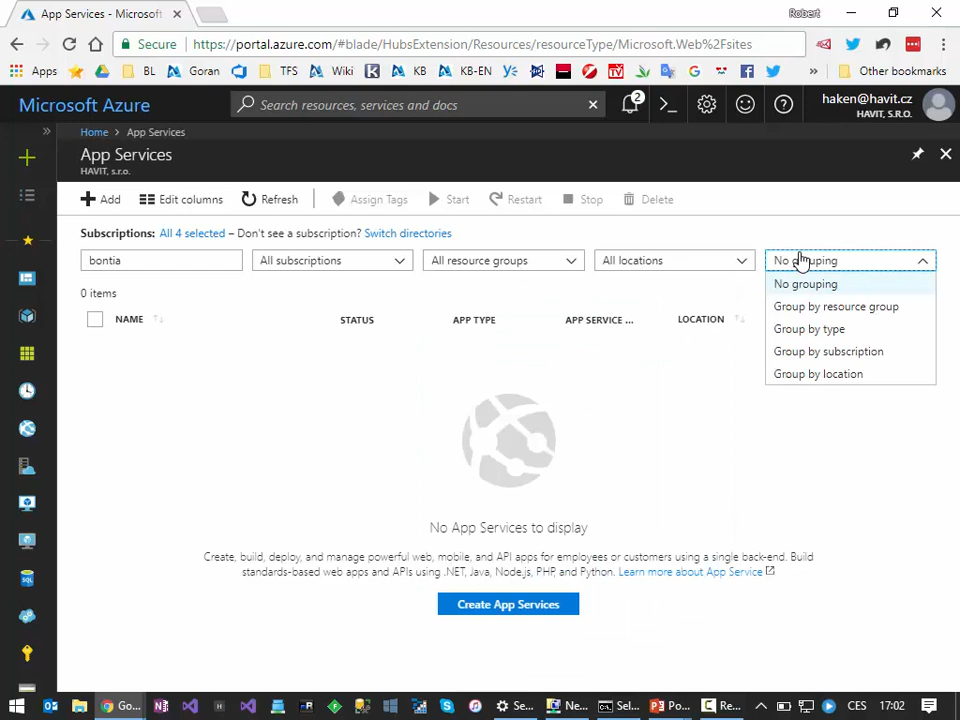 App Services - Microsoft
Robert
Secure
https://portal.azure.com/#blade/HubsExtension/Resources/resourceType/Microsoft.Web%2Fsites
Apps
BL
Goran
TFS
Wiki
KB
KB-EN
Other bookmarks
Microsoft Azure
Search resources, services and docs
2
haken@havit.cz
HAVIT, S.R.O.
Home > App Services
App Services
HAVIT, s.r.o.
Add
Edit columns
Refresh
Assign Tags
Start
Restart
Stop
Delete
Subscriptions: All 4 selected – Don't see a subscription? Switch directories
bontia
All subscriptions
All resource groups
All locations
No grouping
No grouping
Group by resource group
Group by type
Group by subscription
Group by location
0 items
NAME
STATUS
APP TYPE
APP SERVICE ...
LOCATION
No App Services to display
Create, build, deploy, and manage powerful web, mobile, and API apps for employees or customers using a single back-end. Build
standards-based web apps and APIs using .NET, Java, Node.js, PHP, and Python. Learn more about App Service
Create App Services
SQL
Go...
Se...
Ne...
Sel...
Po...
Re...
CES
17:02